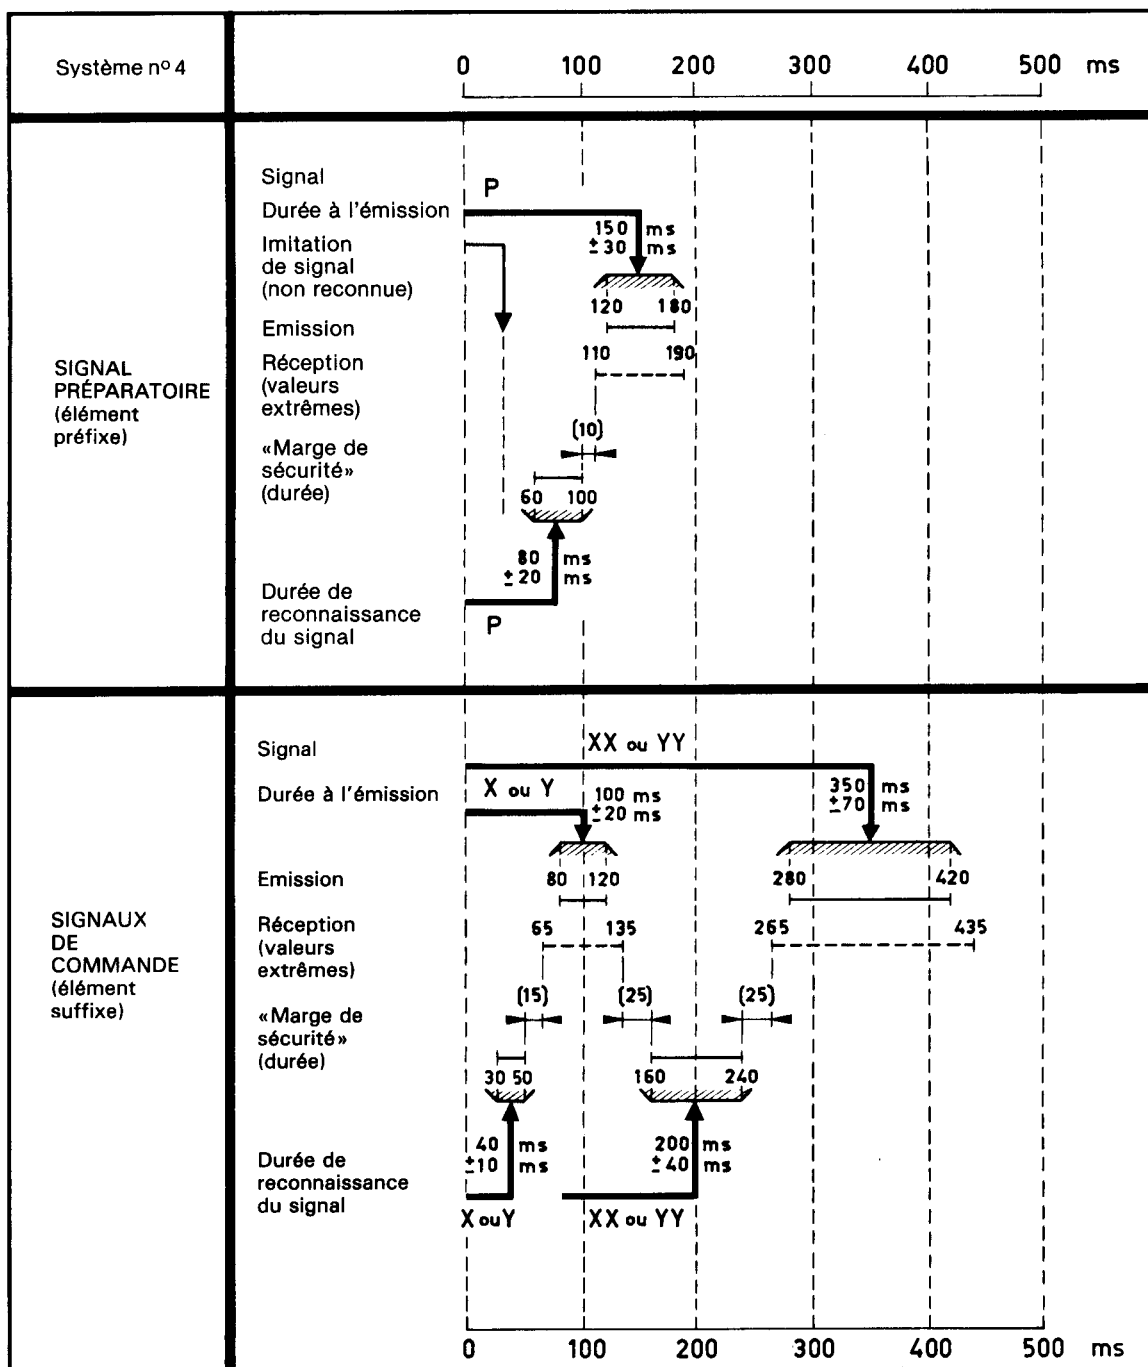 Système nº 4
0 100 200 300 400 500 ms
SIGNAL
PRÉPARATOIRE
(élément
préfixe)
Signal
P
Durée à l'émission
150 ms
± 30 ms
Imitation
de signal
(non reconnue)
120 180
Emission
110 190
Réception
(valeurs
extrêmes)
(10)
«Marge de
sécurité»
(durée)
60 100
80 ms
± 20 ms
Durée de
reconnaissance
du signal
P
SIGNAUX
DE
COMMANDE
(élément
suffixe)
Signal
XX ou YY
Durée à l'émission
X ou Y
100 ms
± 20 ms
350 ms
± 70 ms
Emission
80 120 280 420
Réception
(valeurs
extrêmes)
65 135 265 435
(15) (25) (25)
«Marge de
sécurité»
(durée)
30 50 160 240
40 ms
± 10 ms
200 ms
± 40 ms
Durée de
reconnaissance
du signal
X ou Y XX ou YY
0 100 200 300 400 500 ms